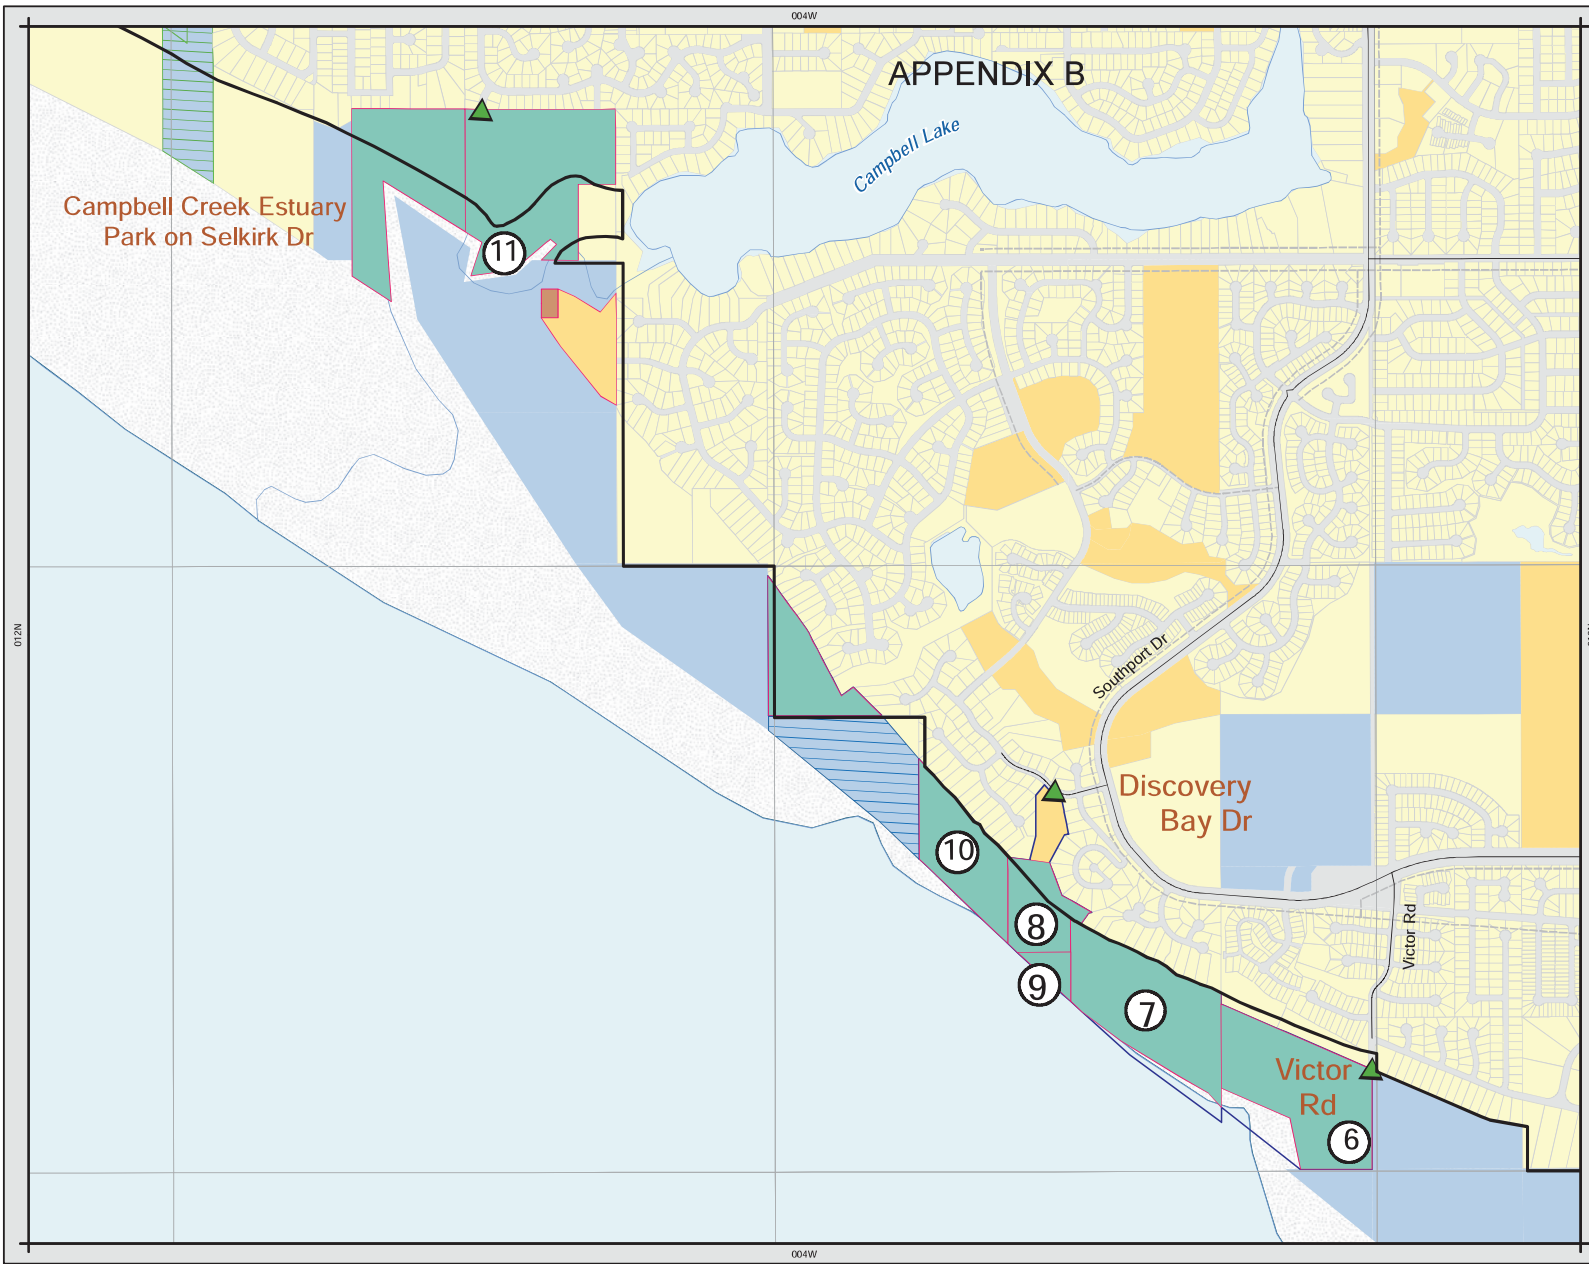 004W
APPENDIX B
Campbell Lake
Campbell Creek Estuary
Park on Selkirk Dr
11
012N
Southport Dr
Discovery
Bay Dr
10
8
9
7
Victor Rd
Victor
Rd
6
004W